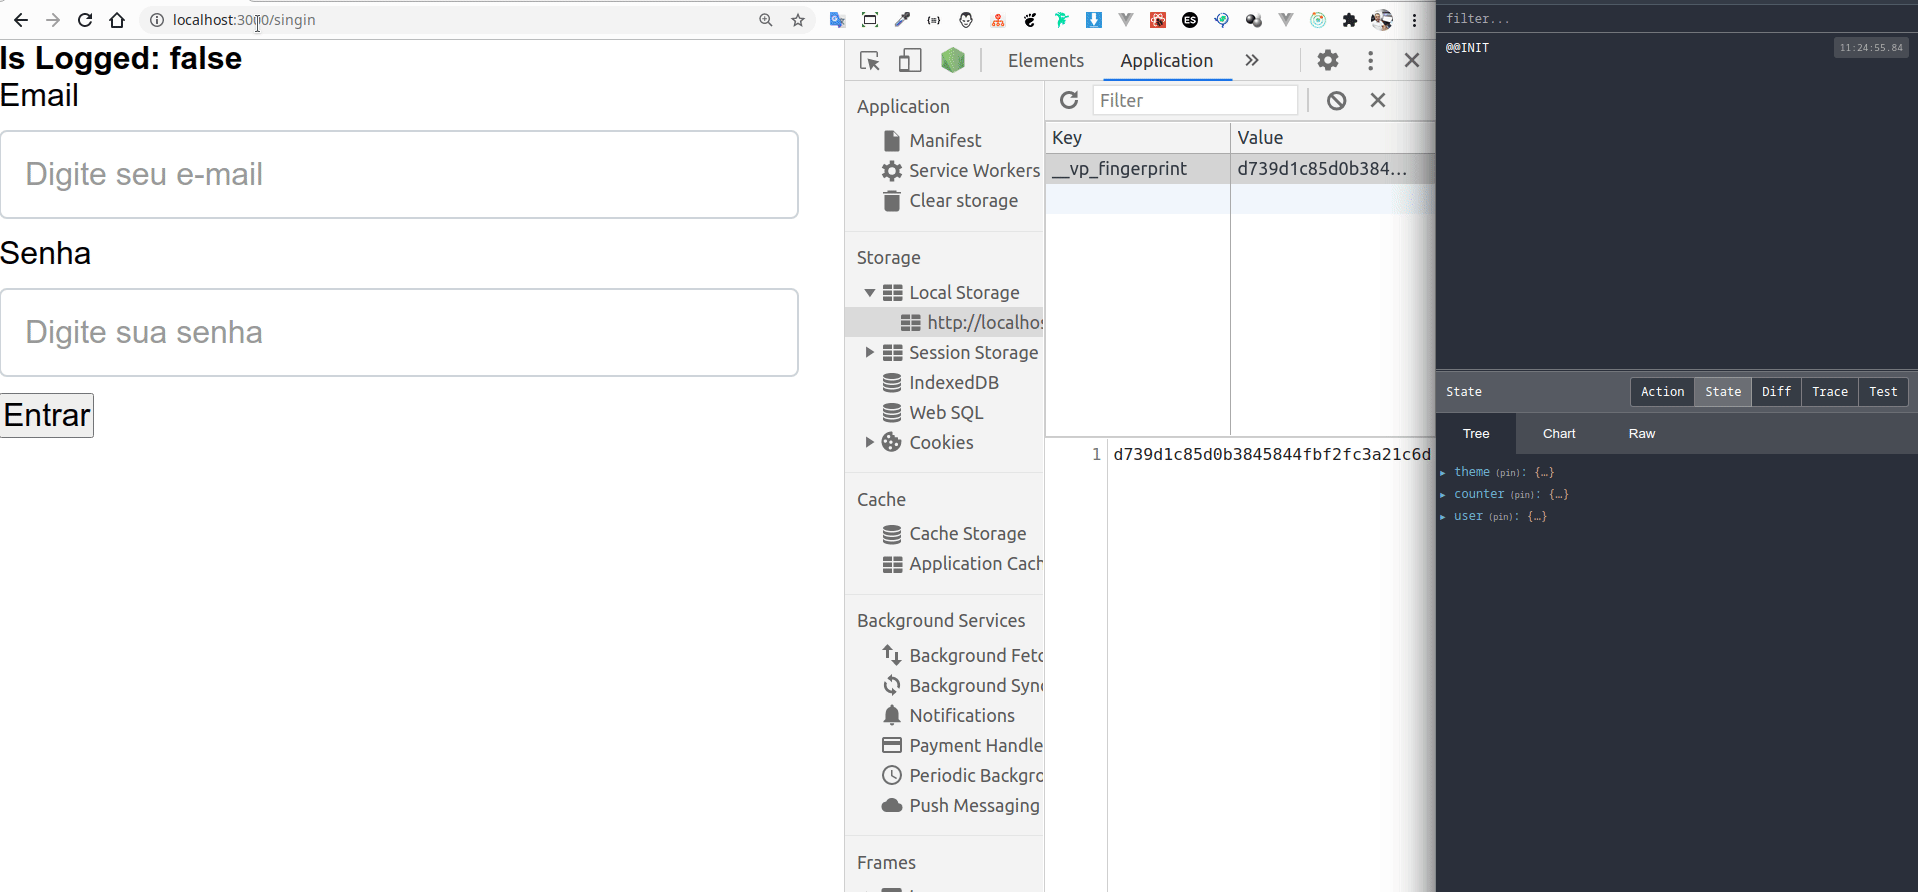 localhost:3000/singin
Is Logged: false
Email
Digite seu e-mail
Senha
Digite sua senha
Entrar
Elements
Application
Application
Manifest
Service Workers
Clear storage
Storage
Local Storage
http://localhos
Session Storage
IndexedDB
Web SQL
Cookies
Cache
Cache Storage
Application Cach
Background Services
Background Fetc
Background Sync
Notifications
Payment Handle
Periodic Backgro
Push Messaging
Frames
Filter
Key Value
__vp_fingerprint d739d1c85d0b384...
1 d739d1c85d0b3845844fbf2fc3a21c6d
filter...
@@INIT 11:24:55.84
State Action State Diff Trace Test
Tree Chart Raw
theme (pin): {…}
counter (pin): {…}
user (pin): {…}